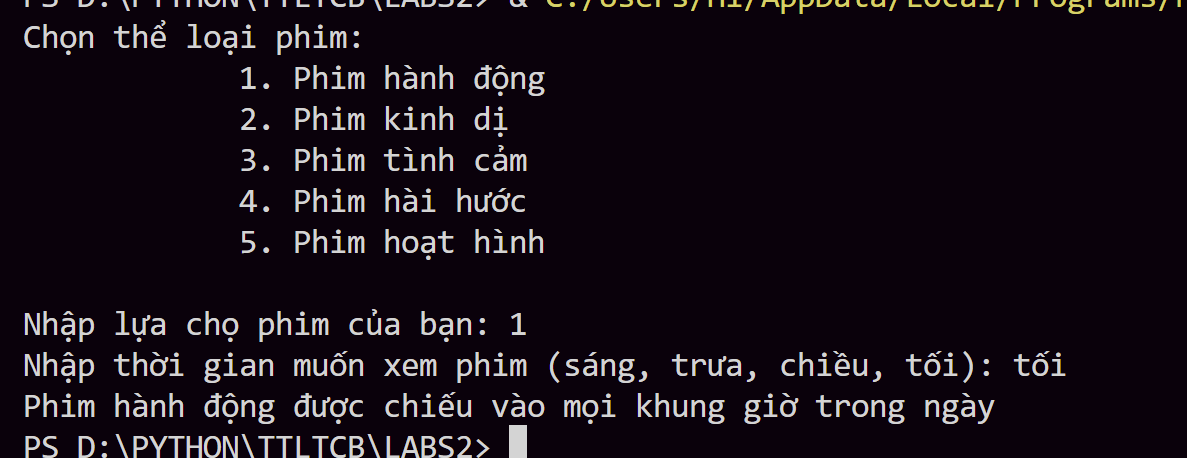 PS D:\PYTHON\TTLTCB\LABS2> & C:/Users/Hi/AppData/Local/Programs/
Chọn thể loại phim:
1. Phim hành động
2. Phim kinh dị
3. Phim tình cảm
4. Phim hài hước
5. Phim hoạt hình
Nhập lựa chọ phim của bạn: 1
Nhập thời gian muốn xem phim (sáng, trưa, chiều, tối): tối
Phim hành động được chiếu vào mọi khung giờ trong ngày
PS D:\PYTHON\TTLTCB\LABS2>